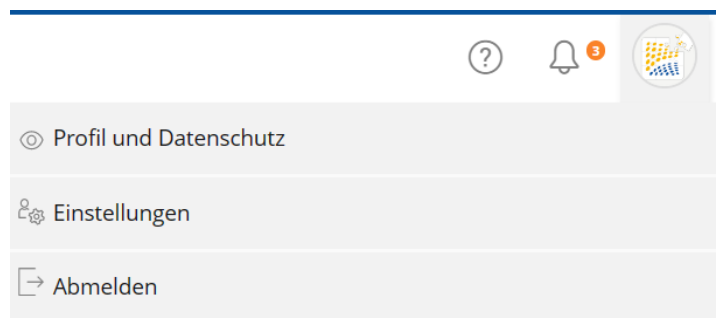 ?
3
Profil und Datenschutz
Einstellungen
Abmelden